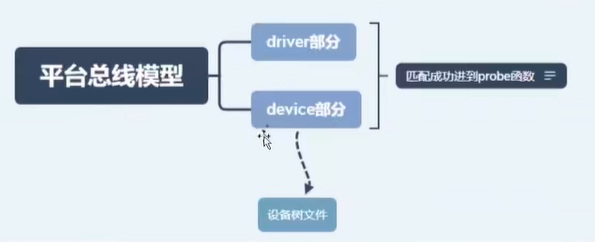 driver部分
平台总线模型
匹配成功进到probe函数
device部分
设备树文件